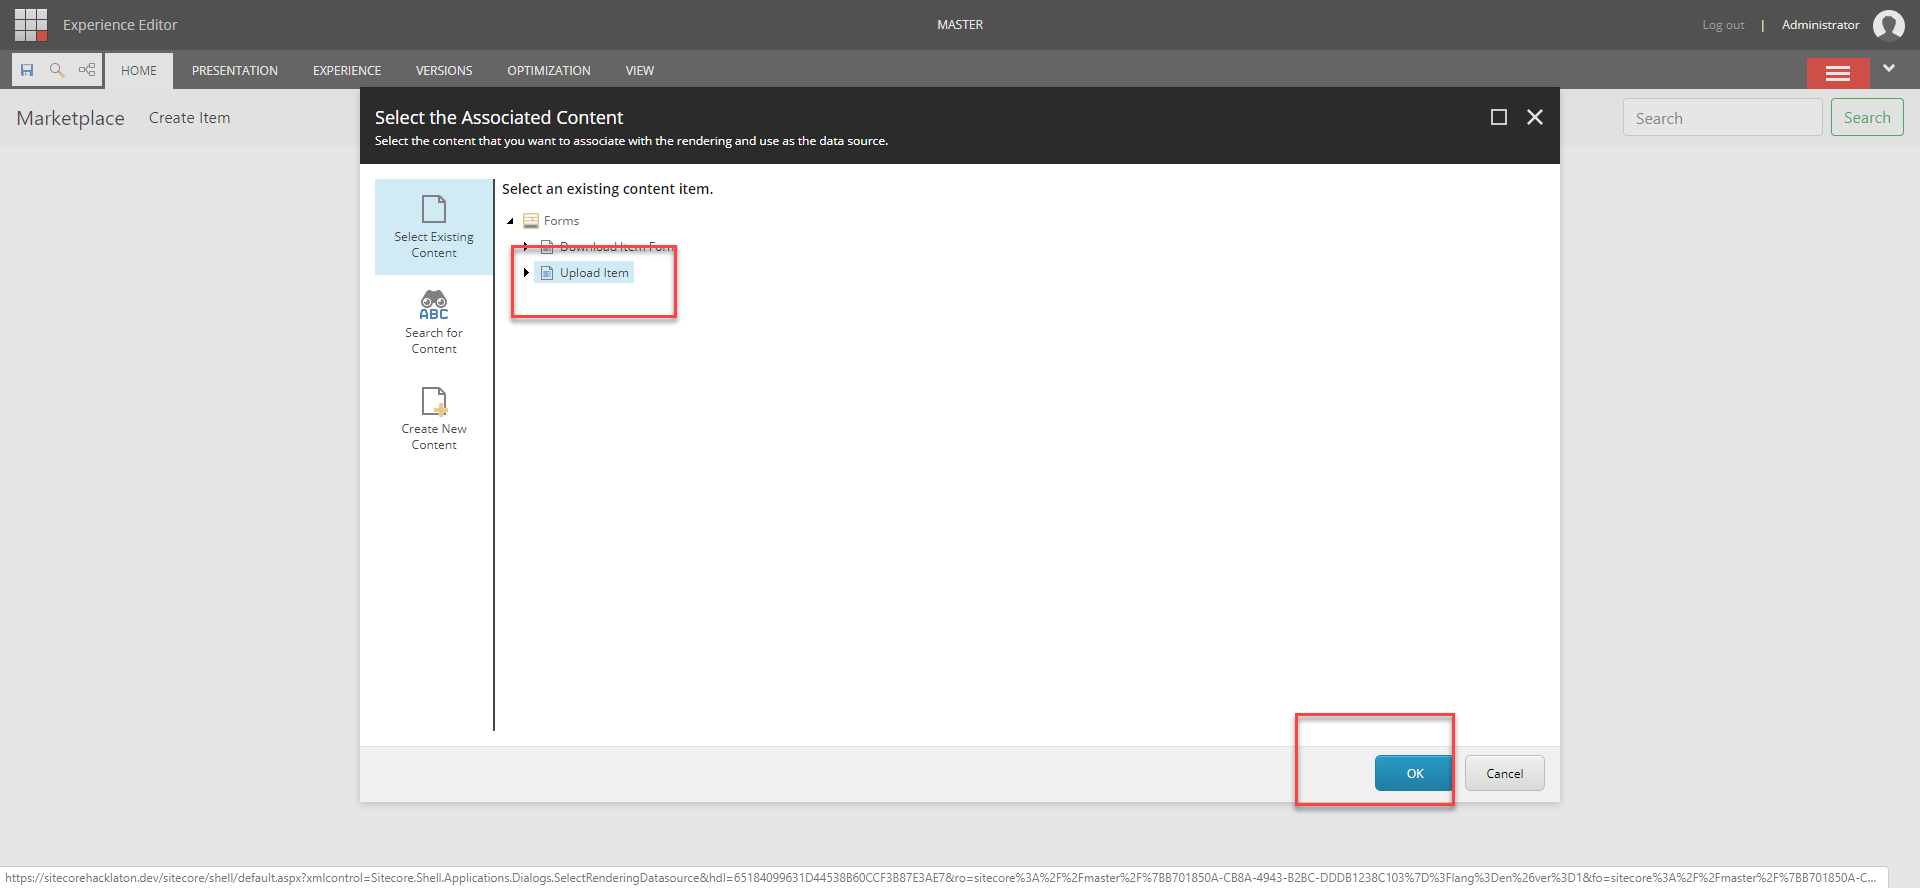 Experience Editor
MASTER
Log out | Administrator
HOME PRESENTATION EXPERIENCE VERSIONS OPTIMIZATION VIEW
Marketplace Create Item
Search Search
Select the Associated Content
Select the content that you want to associate with the rendering and use as the data source.
Select Existing
Content
ABC
Search for
Content
Create New
Content
Select an existing content item.
Forms
Download Item Form
Upload Item
OK Cancel
https://sitecorehacklaton.dev/sitecore/shell/default.aspx?xmlcontrol=Sitecore.Shell.Applications.Dialogs.SelectRenderingDatasource&hdl=65184099631D44538B60CCF3B87E3AE7&ro=sitecore%3A%2F%2Fmaster%2F%7BB701850A-CB8A-4943-B2BC-DDDB1238C103%7D%3Flang%3Den%26ver%3D1&fo=sitecore%3A%2F%2Fmaster%2F%7BB701850A-C...